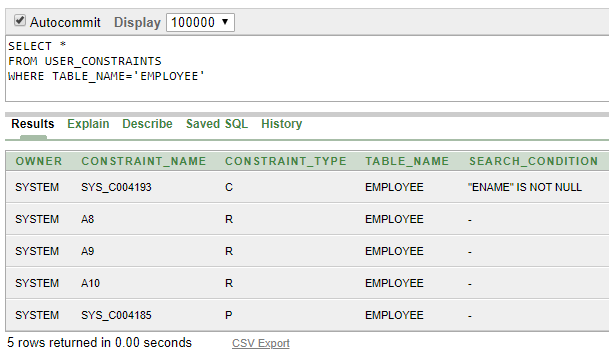 Autocommit Display 100000
SELECT *
FROM USER_CONSTRAINTS
WHERE TABLE_NAME='EMPLOYEE'
Results Explain Describe Saved SQL History
OWNER CONSTRAINT_NAME CONSTRAINT_TYPE TABLE_NAME SEARCH_CONDITION
SYSTEM SYS_C004193 C EMPLOYEE "ENAME" IS NOT NULL
SYSTEM A8 R EMPLOYEE -
SYSTEM A9 R EMPLOYEE -
SYSTEM A10 R EMPLOYEE -
SYSTEM SYS_C004185 P EMPLOYEE -
5 rows returned in 0.00 seconds CSV Export